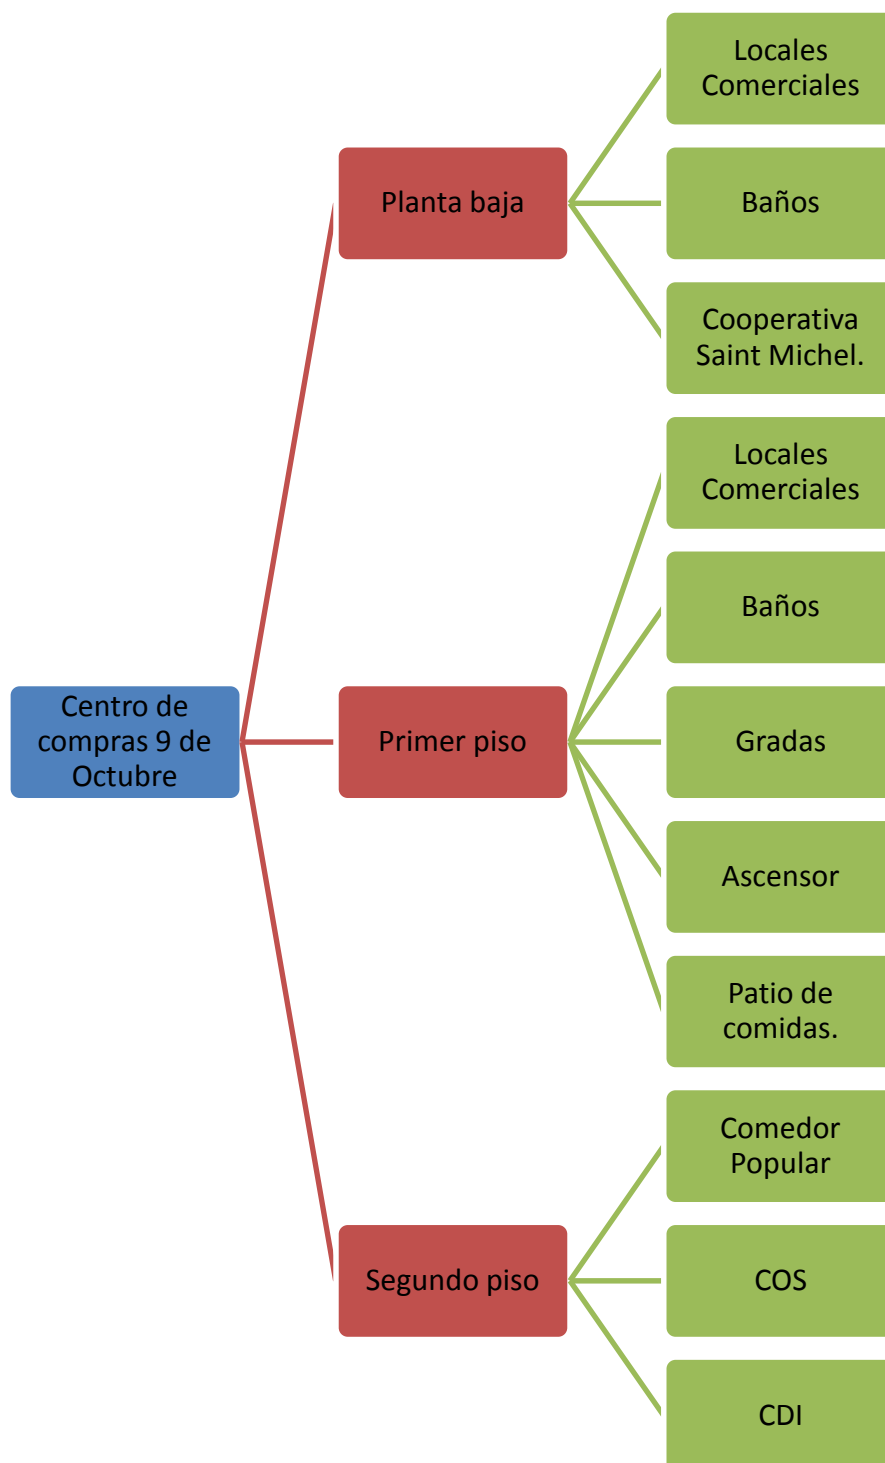 Centro de
compras 9 de
Octubre
Planta baja
Locales
Comerciales
Baños
Cooperativa
Saint Michel.
Primer piso
Locales
Comerciales
Baños
Gradas
Ascensor
Patio de
comidas.
Segundo piso
Comedor
Popular
COS
CDI